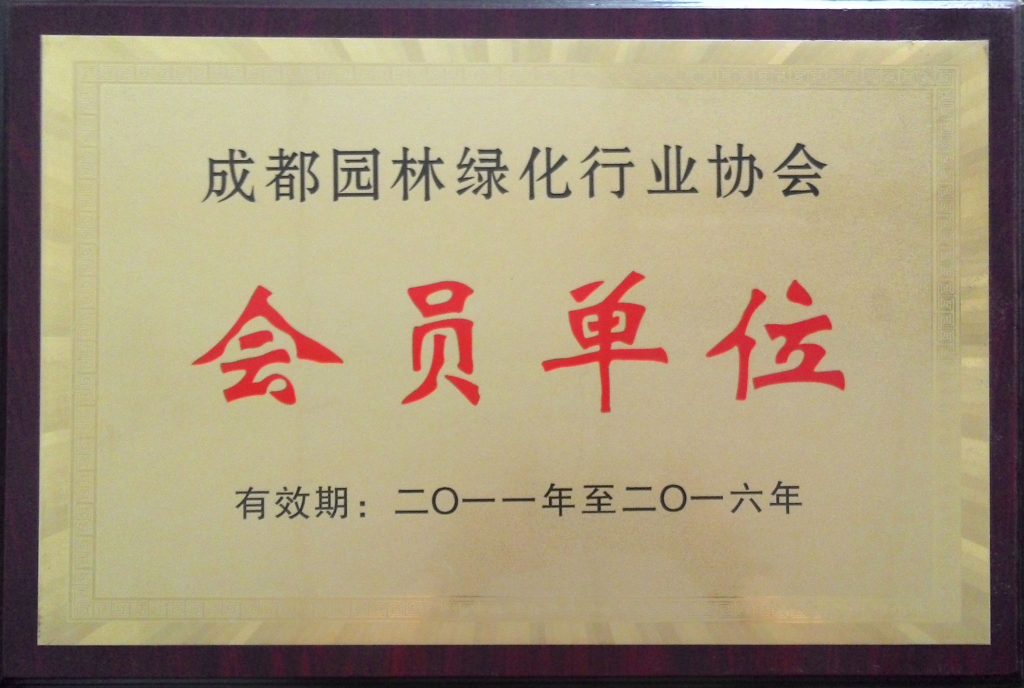 成都园林绿化行业协会
会员单位
有效期：二〇一一年至二〇一六年